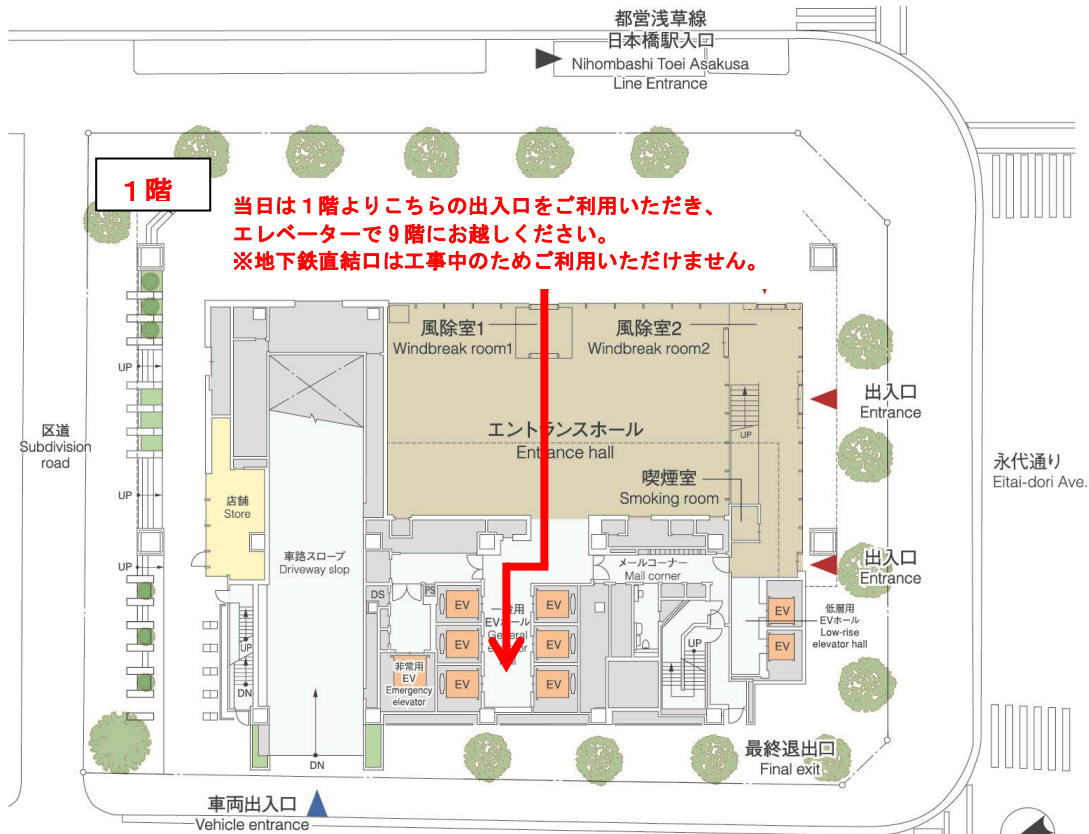 都営浅草線
日本橋駅入口
Nihombashi Toei Asakusa
Line Entrance
1階
当日は1階よりこちらの出入口をご利用いただき、
エレベーターで9階にお越しください。
※地下鉄直結口は工事中のためご利用いただけません。
風除室1
Windbreak room1
風除室2
Windbreak room2
UP
出入口
Entrance
UP
区道
Subdivision
road
エントランスホール
Entrance hall
喫煙室
Smoking room
永代通り
Eitai-dori Ave.
UP
店舗
Store
車路スロープ
Driveway slop
メールコーナー
Mail corner
出入口
Entrance
UP
DS
PS
EV
EV
一般用
EVホール
General
EV
低層用
EVホール
Low-rise
elevator hall
UP
DN
非常用
EV
Emergency
elevator
EV
EV
UP
EV
EV
EV
DN
最終退出口
Final exit
車両出入口
Vehicle entrance